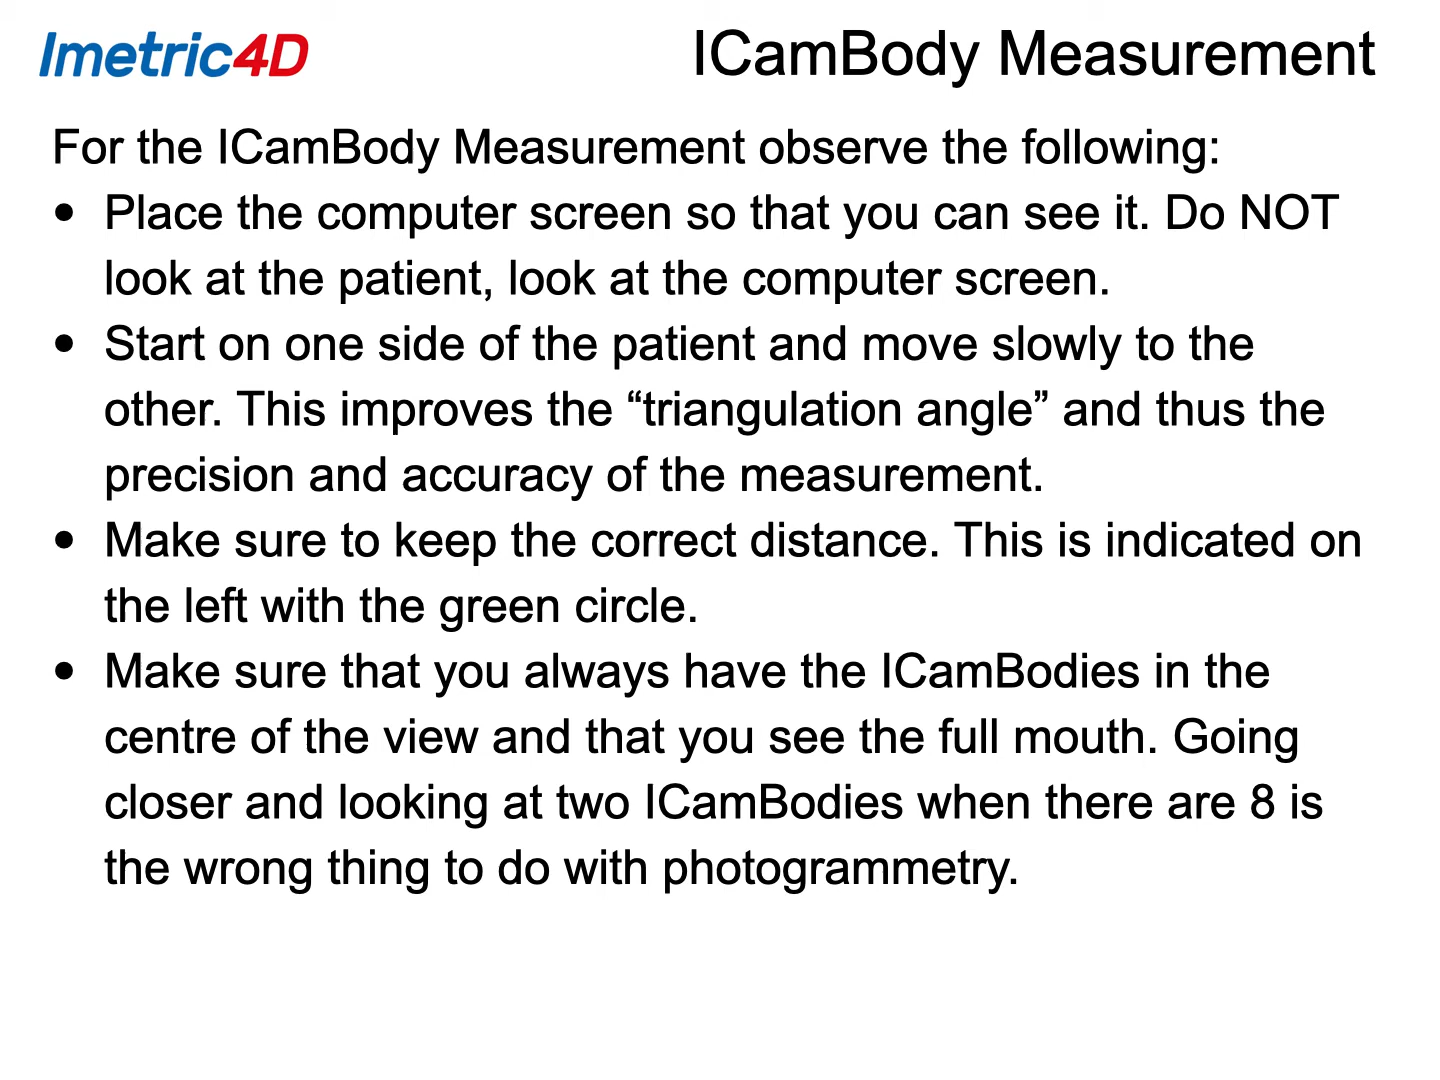 Imetric4D
ICamBody Measurement
For the ICamBody Measurement observe the following:
• Place the computer screen so that you can see it. Do NOT
look at the patient, look at the computer screen.
• Start on one side of the patient and move slowly to the
other. This improves the “triangulation angle” and thus the
precision and accuracy of the measurement.
• Make sure to keep the correct distance. This is indicated on
the left with the green circle.
• Make sure that you always have the ICamBodies in the
centre of the view and that you see the full mouth. Going
closer and looking at two ICamBodies when there are 8 is
the wrong thing to do with photogrammetry.